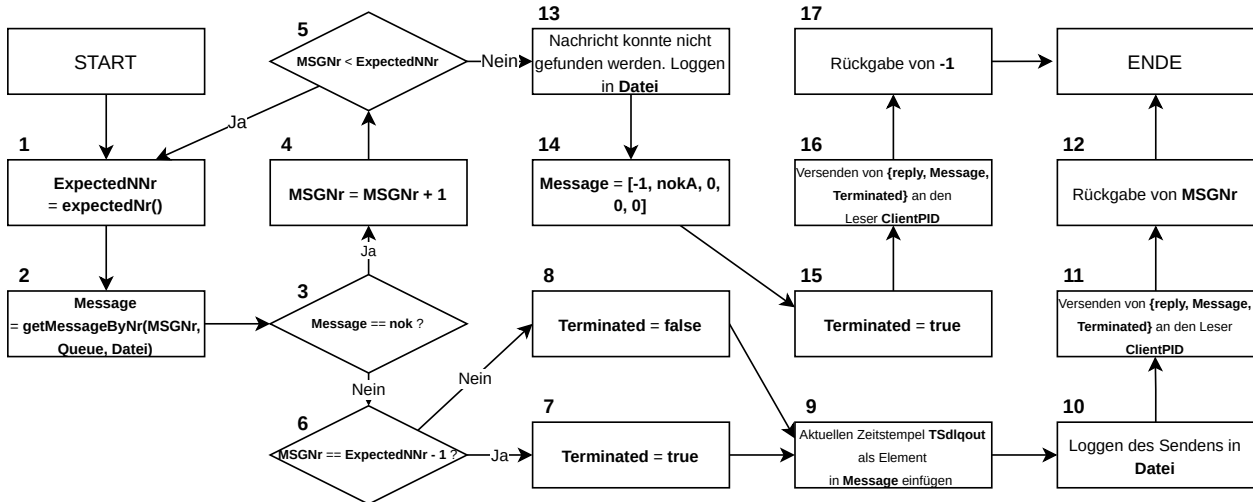 START
1
ExpectedNNr
= expectedNr()
2
Message
= getMessageByNr(MSGNr,
Queue, Datei)
3
Message == nok ?
Ja
Nein
4
MSGNr = MSGNr + 1
5
MSGNr < ExpectedNNr
Ja
Nein
6
MSGNr == ExpectedNNr - 1 ?
Nein
Ja
7
Terminated = true
8
Terminated = false
9
Aktuellen Zeitstempel TSdlqout
als Element
in Message einfügen
10
Loggen des Sendens in
Datei
11
Versenden von {reply, Message,
Terminated} an den Leser
ClientPID
12
Rückgabe von MSGNr
13
Nachricht konnte nicht
gefunden werden. Loggen
in Datei
14
Message = [-1, nokA, 0,
0, 0]
15
Terminated = true
16
Versenden von {reply, Message,
Terminated} an den
Leser ClientPID
17
Rückgabe von -1
ENDE